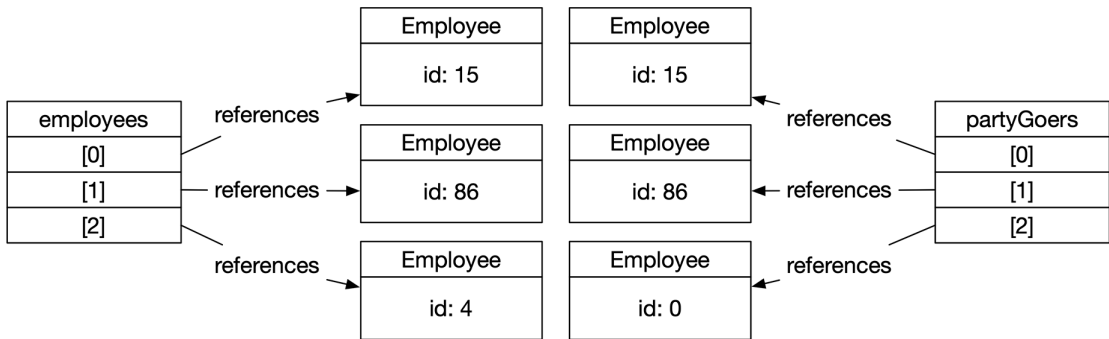 Employee
id: 15
Employee
id: 15
employees
[0]
[1]
[2]
references
references
references
Employee
id: 86
Employee
id: 86
references
references
references
partyGoers
[0]
[1]
[2]
Employee
id: 4
Employee
id: 0